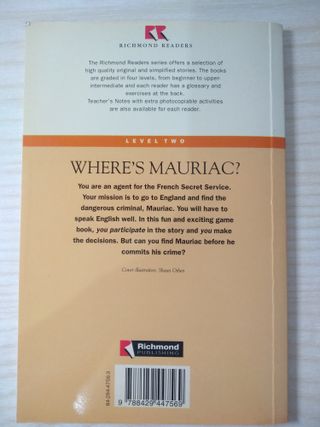 RICHMOND READERS
The Richmond Readers series offers a selection of
high quality original and simplified stories. The books
are graded in four levels, from beginner to upper-
intermediate and each reader has a glossary and
exercises at the back.
Teacher's Notes with extra photocopiable activities
are also available for each reader.
LEVEL TWO
WHERE'S MAURIAC?
You are an agent for the French Secret Service.
Your mission is to go to England and find the
dangerous criminal, Mauriac. You will have to
speak English well. In this fun and exciting game
book, you participate in the story and you make
the decisions. But can you find Mauriac before he
commits his crime?
Cover illustration:
Richmond
PUBLISHING
9 788429 447569